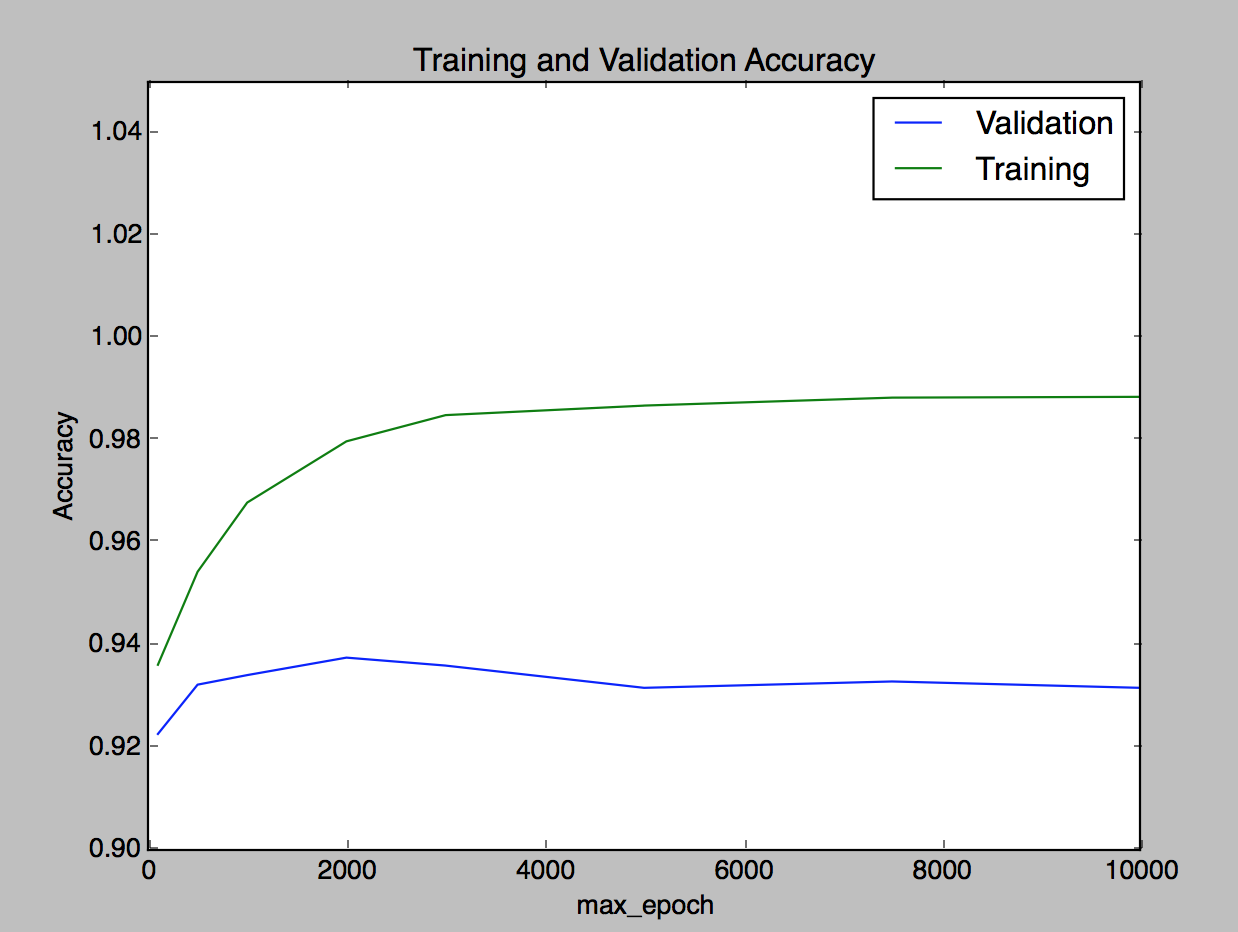 Training and Validation Accuracy
Validation
Training
1.04
1.02
1.00
0.98
0.96
0.94
0.92
0.90
Accuracy
0 2000 4000 6000 8000 10000
max_epoch